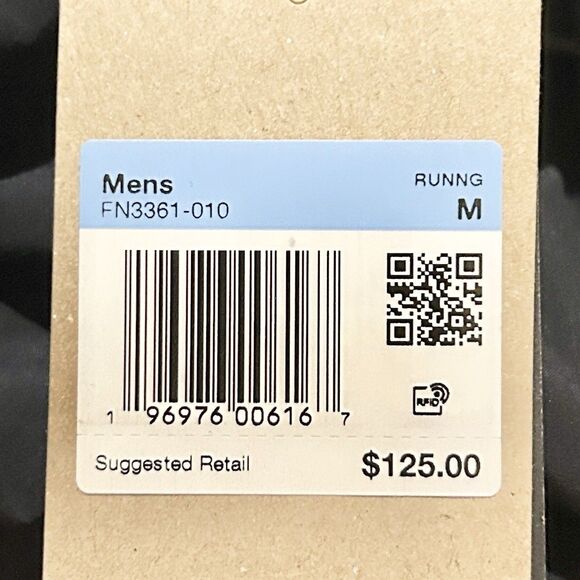 Mens RUNNG
FN3361-010 M
1 96976 00616 7
RFID
Suggested Retail $125.00